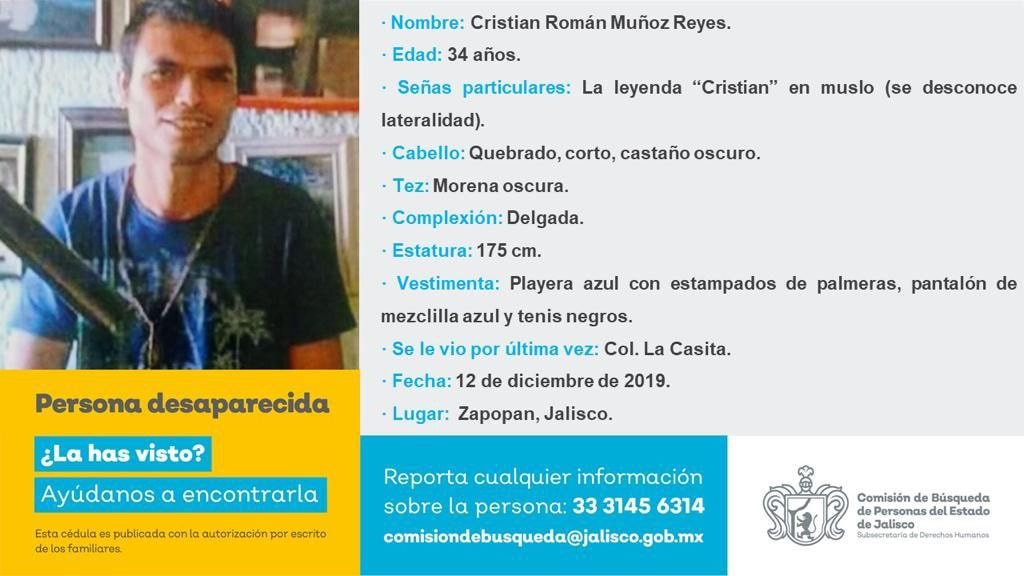 · Nombre: Cristian Román Muñoz Reyes.
· Edad: 34 años.
· Señas particulares: La leyenda “Cristian” en muslo (se desconoce
lateralidad).
· Cabello: Quebrado, corto, castaño oscuro.
· Tez: Morena oscura.
· Complexión: Delgada.
· Estatura: 175 cm.
· Vestimenta: Playera azul con estampados de palmeras, pantalón de
mezclilla azul y tenis negros.
· Se le vio por última vez: Col. La Casita.
· Fecha: 12 de diciembre de 2019.
· Lugar: Zapopan, Jalisco.
Persona desaparecida
¿La has visto?
Ayúdanos a encontrarla
Esta cédula es publicada con la autorización por escrito
de los familiares.
Reporta cualquier información
sobre la persona: 33 3145 6314
comisiondebusqueda@jalisco.gob.mx
Comisión de Búsqueda
de Personas del Estado
de Jalisco
Subsecretaría de Derechos Humanos